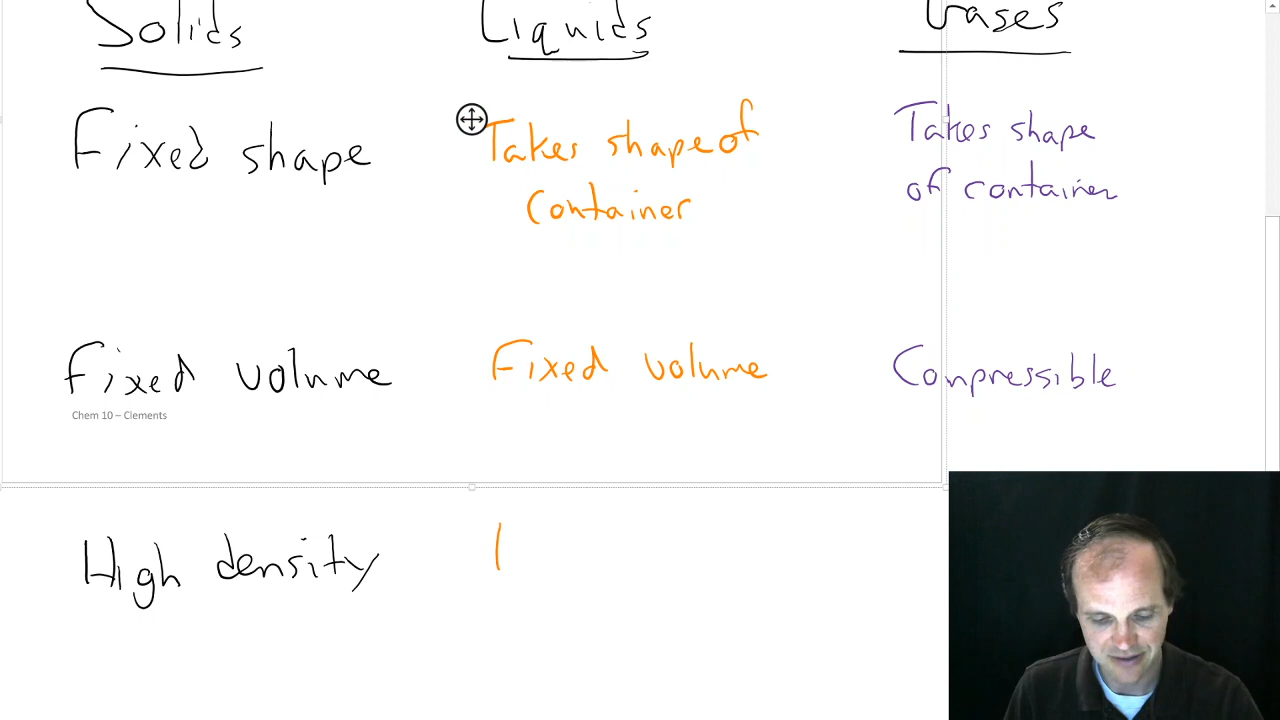 Solids Liquids Gases
Fixed shape Takes shape of Takes shape
container of container
Fixed volume Fixed volume Compressible
Chem 10 – Clements
High density